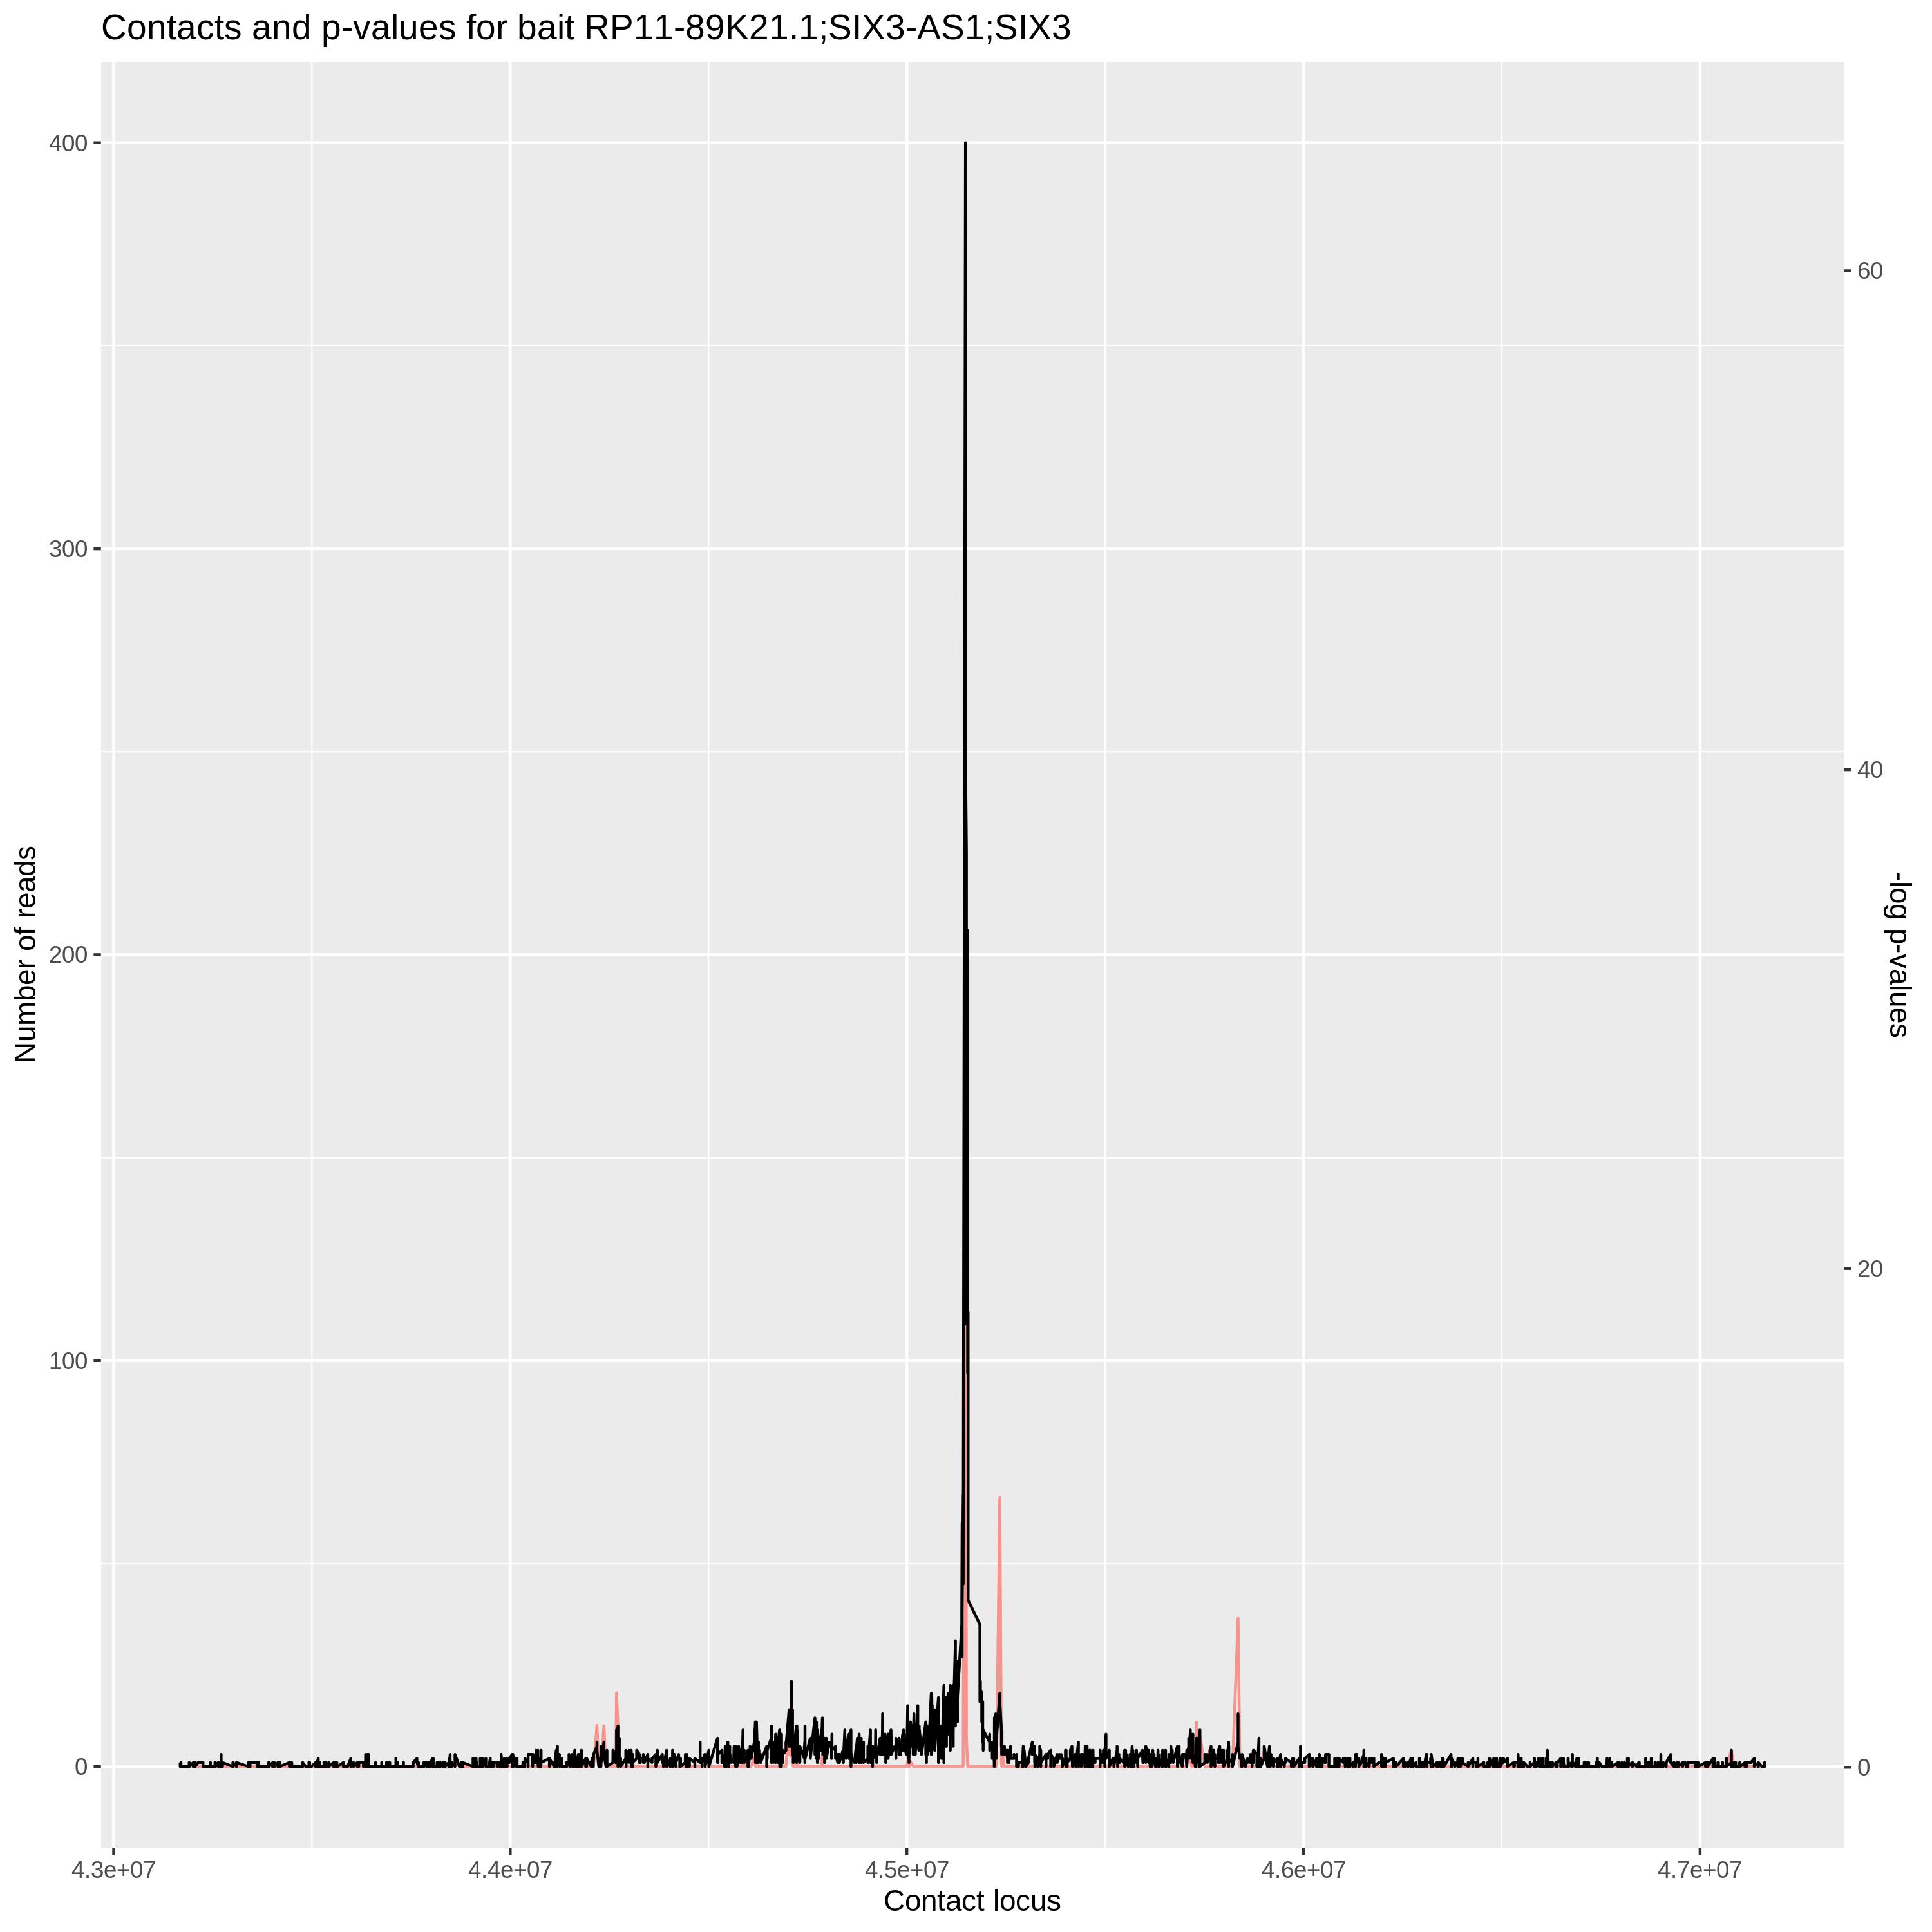 Contacts and p-values for bait RP11-89K21.1;SIX3-AS1;SIX3
400
300
200
100
0
Number of reads
60
40
20
0
-log p-values
4.3e+07
4.4e+07
4.5e+07
4.6e+07
4.7e+07
Contact locus